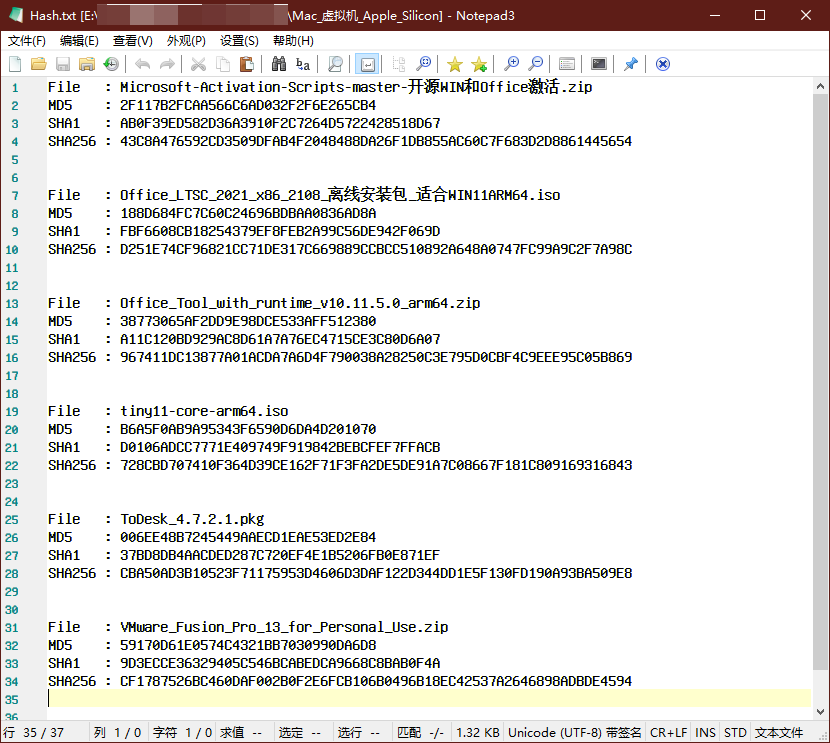 Hash.txt [E:\ \Mac_虚拟机_Apple_Silicon] - Notepad3
文件(F) 编辑(E) 查看(V) 外观(P) 设置(S) 帮助(H)
1 File : Microsoft-Activation-Scripts-master-开源WIN和Office激活.zip
2 MD5 : 2F117B2FCAA566C6AD032F2F6E265CB4
3 SHA1 : AB0F39ED582D36A3910F2C7264D5722428518D67
4 SHA256 : 43C8A476592CD3509DFAB4F2048488DA26F1DB855AC60C7F683D2D8861445654
5
6
7 File : Office_LTSC_2021_x86_2108_离线安装包_适合WIN11ARM64.iso
8 MD5 : 188D684FC7C60C24696BDBAA0836AD8A
9 SHA1 : FBF6608CB18254379EF8FEB2A99C56DE942F069D
10 SHA256 : D251E74CF96821CC71DE317C669889CCBCC510892A648A0747FC99A9C2F7A98C
11
12
13 File : Office_Tool_with_runtime_v10.11.5.0_arm64.zip
14 MD5 : 38773065AF2DD9E98DCE533AFF512380
15 SHA1 : A11C120BD929AC8D61A7A76EC4715CE3C80D6A07
16 SHA256 : 967411DC13877A01ACDA7A6D4F790038A28250C3E795D0CBF4C9EEE95C05B869
17
18
19 File : tiny11-core-arm64.iso
20 MD5 : B6A5F0AB9A95343F6590D6DA4D201070
21 SHA1 : D0106ADCC7771E409749F919842BEBCFEF7FFACB
22 SHA256 : 728CBD707410F364D39CE162F71F3FA2DE5DE91A7C08667F181C809169316843
23
24
25 File : ToDesk_4.7.2.1.pkg
26 MD5 : 006EE48B7245449AAECD1EAE53ED2E84
27 SHA1 : 37BD8DB4AACDED287C720EF4E1B5206FB0E871EF
28 SHA256 : CBA50AD3B10523F71175953D4606D3DAF122D344DD1E5F130FD190A93BA509E8
29
30
31 File : VMware_Fusion_Pro_13_for_Personal_Use.zip
32 MD5 : 59170D61E0574C4321BB7030990DA6D8
33 SHA1 : 9D3ECCE36329405C546BCABEDCA9668C8BAB0F4A
34 SHA256 : CF1787526BC460DAF002B0F2E6FCB106B0496B18EC42537A2646898ADBDE4594
35
36
行 35 / 37 列 1 / 0 字符 1 / 0 求值 -- 选定 -- 选行 -- 匹配 -/- 1.32 KB Unicode (UTF-8) 带签名 CR+LF INS STD 文本文件